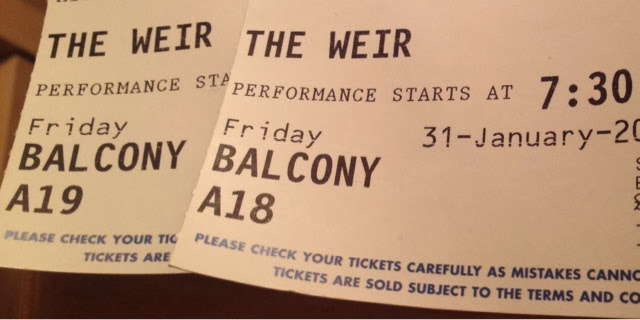 THE WEIR
PERFORMANCE STA
Friday
BALCONY
A19
PLEASE CHECK YOUR TIC
TICKETS ARE
THE WEIR
PERFORMANCE STARTS AT 7:30
Friday 31-January-20
BALCONY
A18
PLEASE CHECK YOUR TICKETS CAREFULLY AS MISTAKES CANNO
TICKETS ARE SOLD SUBJECT TO THE TERMS AND CO